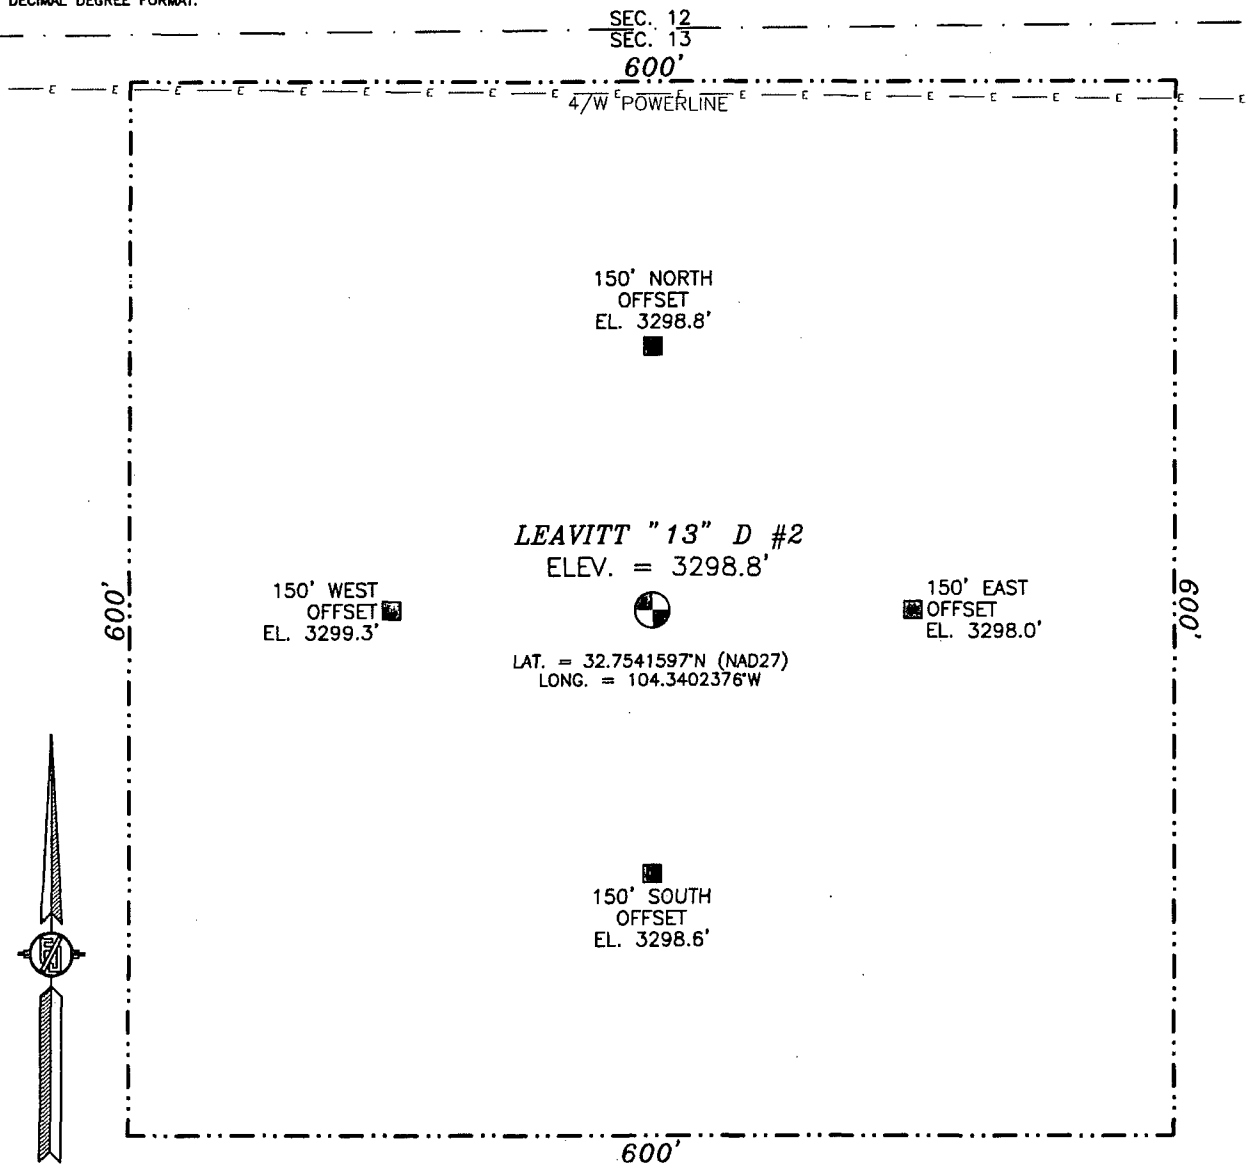 DECIMAL DEGREE FORMAT.
SEC. 12
SEC. 13
600'
E E E E E E E E E E E E E E E E E E E E
4/W POWERLINE
150' NORTH
OFFSET
EL. 3298.8'
LEAVITT "13" D #2
ELEV. = 3298.8'
600'
150' WEST
OFFSET
EL. 3299.3'
150' EAST
OFFSET
EL. 3298.0'
600'
LAT. = 32.7541597°N (NAD27)
LONG. = 104.3402376°W
150' SOUTH
OFFSET
EL. 3298.6'
600'